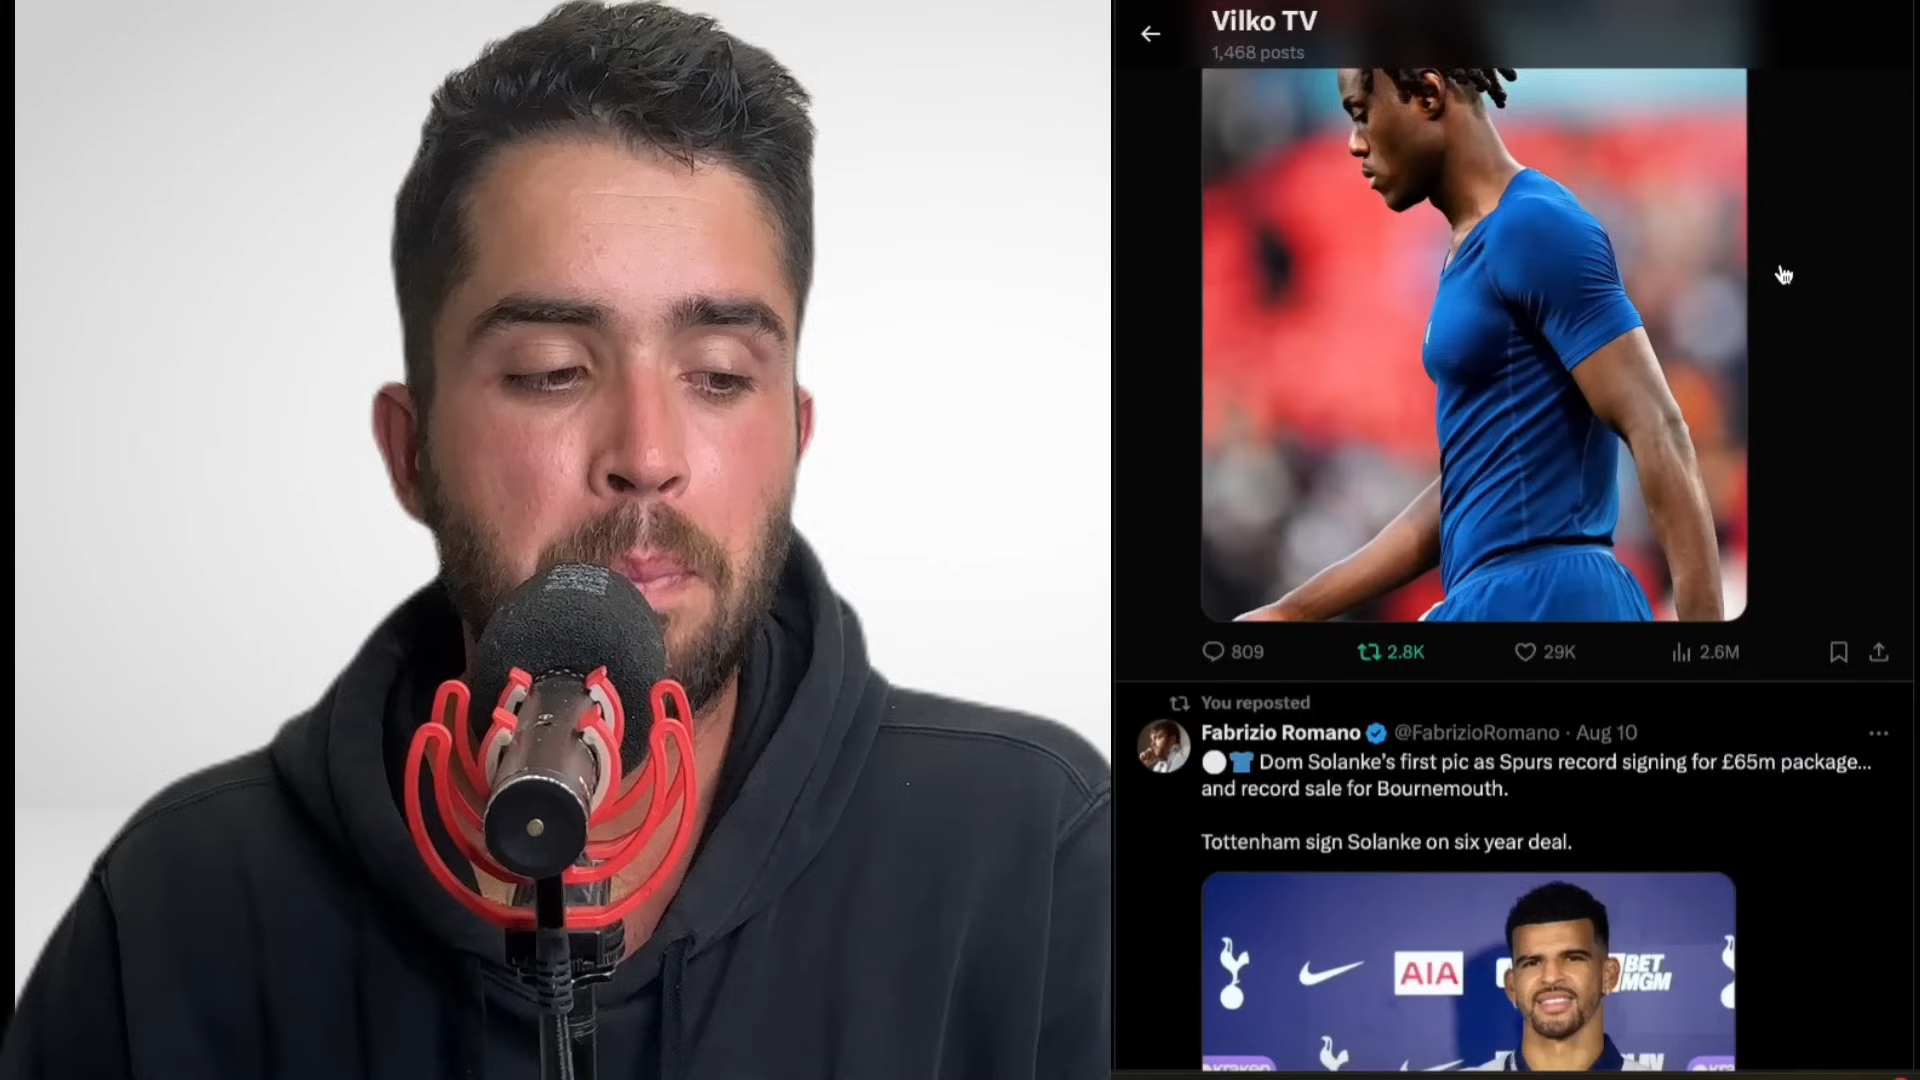 Vilko TV
1,468 posts
809
2.8K
29K
2.6M
You reposted
Fabrizio Romano @FabrizioRomano · Aug 10
Dom Solanke's first pic as Spurs record signing for £65m package...
and record sale for Bournemouth.
Tottenham sign Solanke on six year deal.
AIA
BET
MGM
kraken